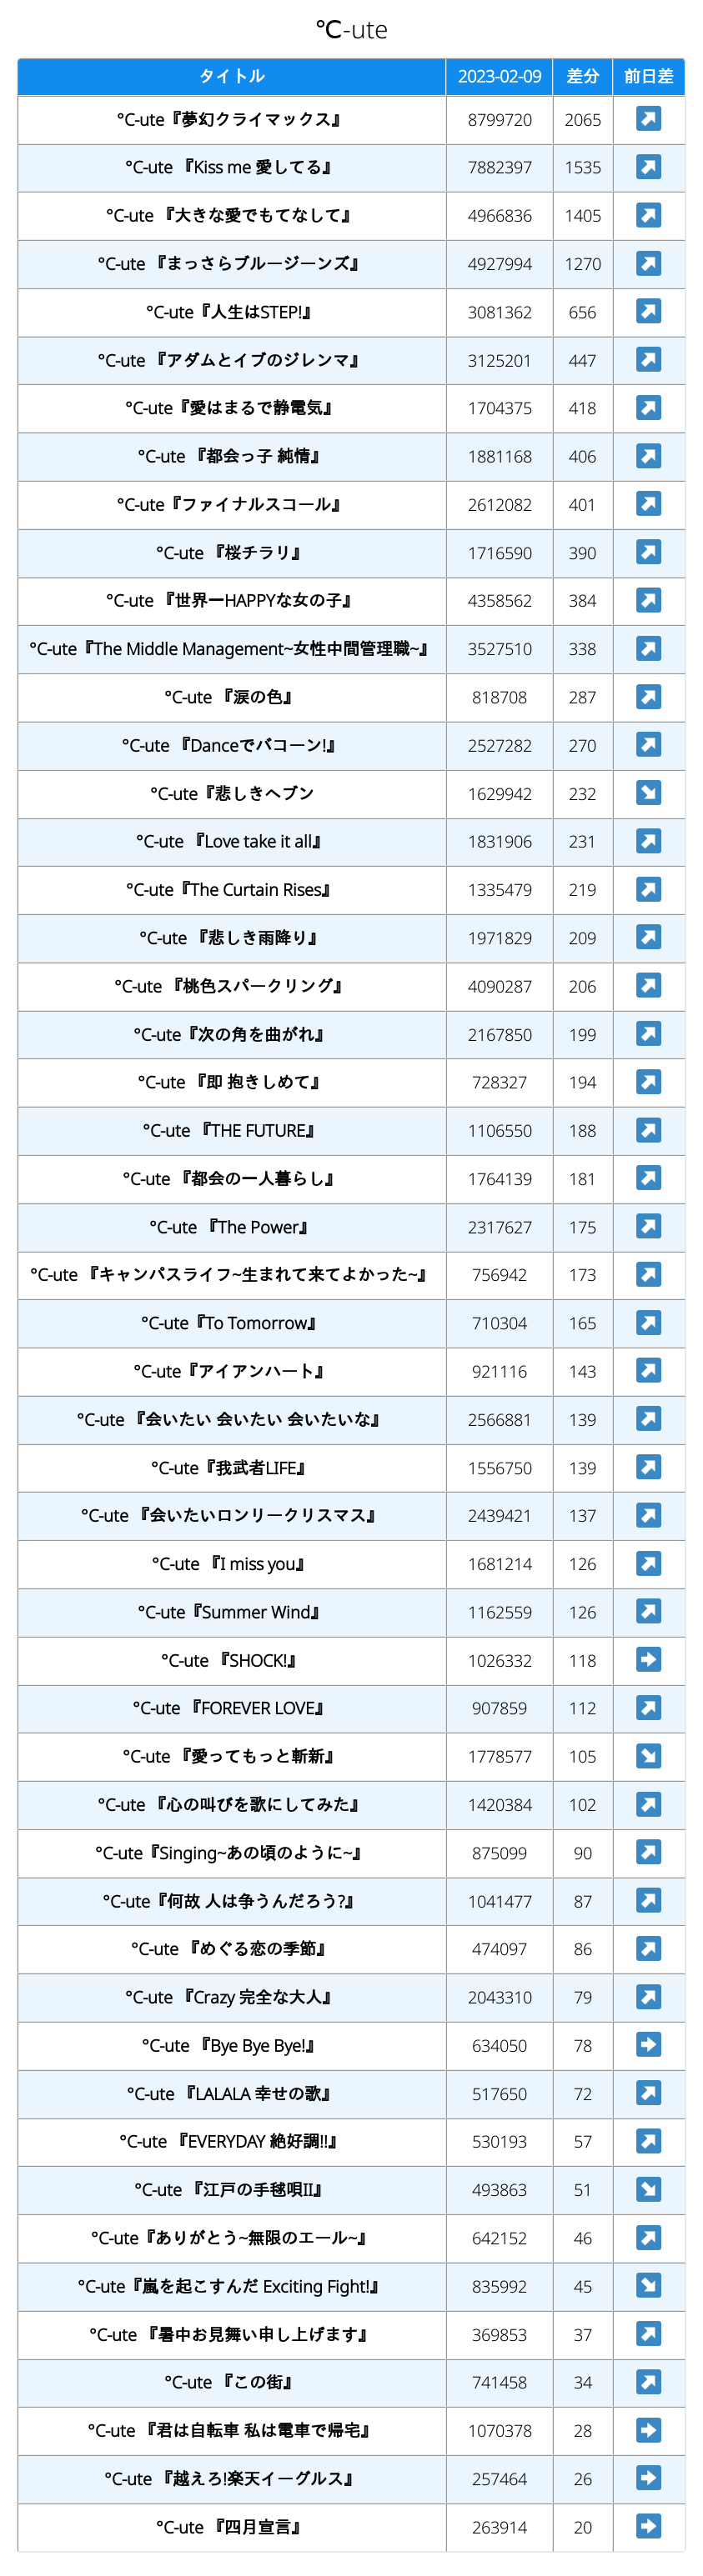 ℃-ute
タイトル 2023-02-09 差分 前日差
°C-ute『夢幻クライマックス』 8799720 2065 ↗
°C-ute 『Kiss me 愛してる』 7882397 1535 ↗
°C-ute 『大きな愛でもてなして』 4966836 1405 ↗
°C-ute 『まっさらブルージーンズ』 4927994 1270 ↗
°C-ute『人生はSTEP!』 3081362 656 ↗
°C-ute 『アダムとイブのジレンマ』 3125201 447 ↗
°C-ute『愛はまるで静電気』 1704375 418 ↗
°C-ute 『都会っ子 純情』 1881168 406 ↗
°C-ute『ファイナルスコール』 2612082 401 ↗
°C-ute 『桜チラリ』 1716590 390 ↗
°C-ute 『世界一HAPPYな女の子』 4358562 384 ↗
°C-ute『The Middle Management~女性中間管理職~』 3527510 338 ↗
°C-ute 『涙の色』 818708 287 ↗
°C-ute 『Danceでバコーン!』 2527282 270 ↗
°C-ute『悲しきヘブン 1629942 232 ↘
°C-ute 『Love take it all』 1831906 231 ↗
°C-ute『The Curtain Rises』 1335479 219 ↗
°C-ute 『悲しき雨降り』 1971829 209 ↗
°C-ute 『桃色スパークリング』 4090287 206 ↗
°C-ute『次の角を曲がれ』 2167850 199 ↗
°C-ute 『即 抱きしめて』 728327 194 ↗
°C-ute 『THE FUTURE』 1106550 188 ↗
°C-ute 『都会の一人暮らし』 1764139 181 ↗
°C-ute 『The Power』 2317627 175 ↗
°C-ute 『キャンパスライフ~生まれて来てよかった~』 756942 173 ↗
°C-ute『To Tomorrow』 710304 165 ↗
°C-ute『アイアンハート』 921116 143 ↗
°C-ute 『会いたい 会いたい 会いたいな』 2566881 139 ↗
°C-ute『我武者LIFE』 1556750 139 ↗
°C-ute 『会いたいロンリークリスマス』 2439421 137 ↗
°C-ute 『I miss you』 1681214 126 ↗
°C-ute『Summer Wind』 1162559 126 ↗
°C-ute 『SHOCK!』 1026332 118 ➡
°C-ute 『FOREVER LOVE』 907859 112 ↗
°C-ute 『愛ってもっと斬新』 1778577 105 ↘
°C-ute 『心の叫びを歌にしてみた』 1420384 102 ↗
°C-ute『Singing~あの頃のように~』 875099 90 ↗
°C-ute『何故 人は争うんだろう?』 1041477 87 ↗
°C-ute 『めぐる恋の季節』 474097 86 ↗
°C-ute 『Crazy 完全な大人』 2043310 79 ↗
°C-ute 『Bye Bye Bye!』 634050 78 ➡
°C-ute 『LALALA 幸せの歌』 517650 72 ↗
°C-ute 『EVERYDAY 絶好調!!』 530193 57 ↗
°C-ute 『江戸の手毬唄II』 493863 51 ↘
°C-ute『ありがとう~無限のエール~』 642152 46 ↗
°C-ute『嵐を起こすんだ Exciting Fight!』 835992 45 ↘
°C-ute 『暑中お見舞い申し上げます』 369853 37 ↗
°C-ute 『この街』 741458 34 ↗
°C-ute 『君は自転車 私は電車で帰宅』 1070378 28 ➡
°C-ute 『越えろ!楽天イーグルス』 257464 26 ➡
°C-ute 『四月宣言』 263914 20 ➡